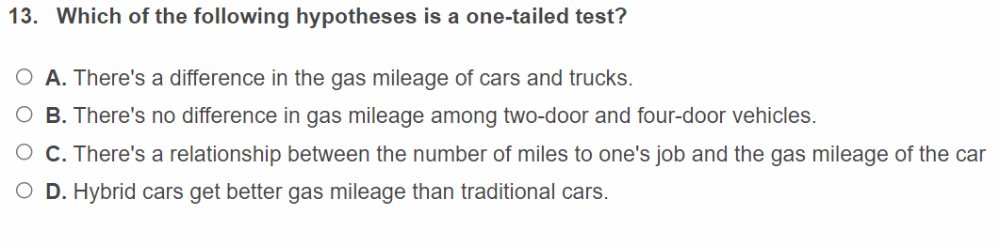 13. Which of the following hypotheses is a one-tailed test?
A. There's a difference in the gas mileage of cars and trucks.
B. There's no difference in gas mileage among two-door and four-door vehicles.
C. There's a relationship between the number of miles to one's job and the gas mileage of the car
D. Hybrid cars get better gas mileage than traditional cars.